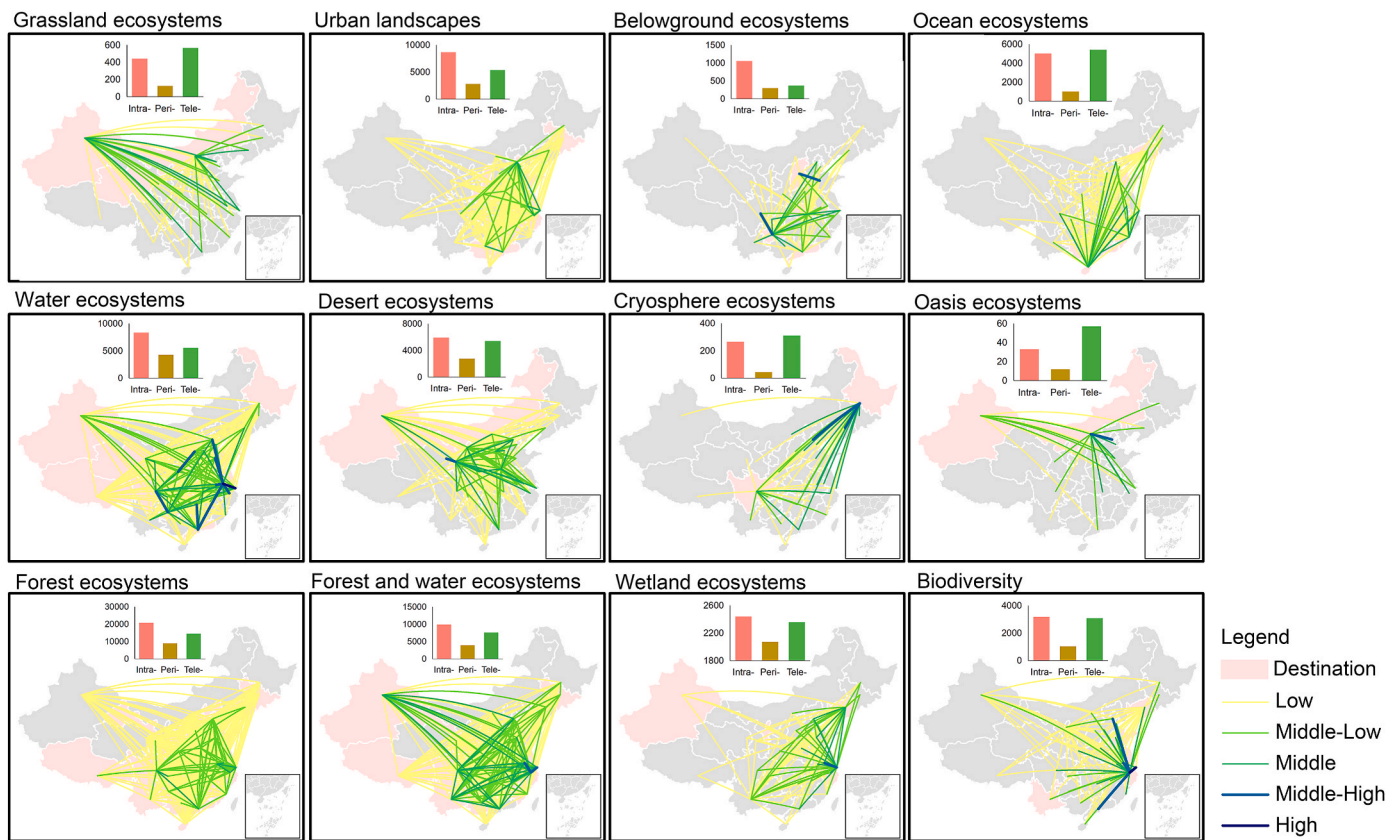 Grassland ecosystems
600
400
200
0
Intra- Peri- Tele-
Urban landscapes
10000
5000
0
Intra- Peri- Tele-
Belowground ecosystems
1500
1000
500
0
Intra- Peri- Tele-
Ocean ecosystems
6000
4000
2000
0
Intra- Peri- Tele-
Water ecosystems
10000
5000
0
Intra- Peri- Tele-
Desert ecosystems
8000
4000
0
Intra- Peri- Tele-
Cryosphere ecosystems
400
200
0
Intra- Peri- Tele-
Oasis ecosystems
60
40
20
0
Intra- Peri- Tele-
Forest ecosystems
30000
20000
10000
0
Intra- Peri- Tele-
Forest and water ecosystems
15000
10000
5000
0
Intra- Peri- Tele-
Wetland ecosystems
2600
2200
1800
Intra- Peri- Tele-
Biodiversity
4000
2000
0
Intra- Peri- Tele-
Legend
Destination
Low
Middle-Low
Middle
Middle-High
High